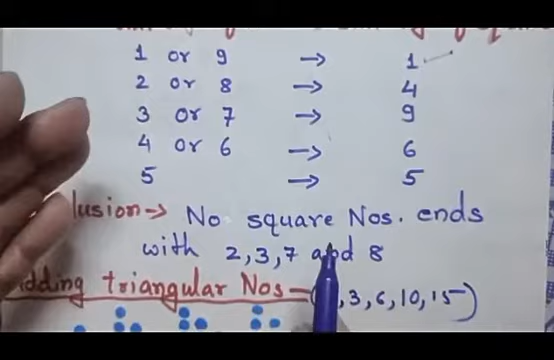 1 or 9 → 1
2 or 8 → 4
3 or 7 → 9
4 or 6 → 6
5 → 5
lusion→ No square Nos. ends
with 2,3,7 and 8
dding triangular Nos – ( ,3,6,10,15)